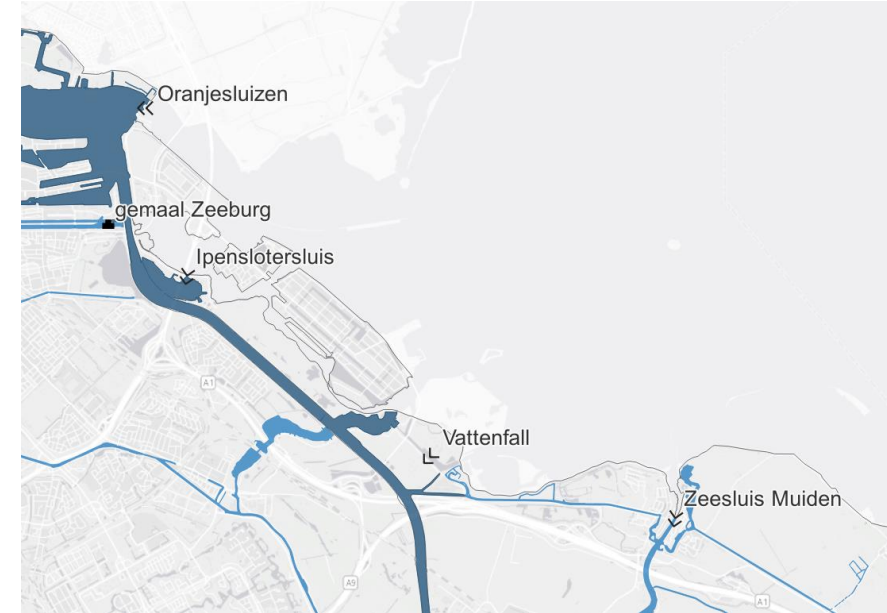 Oranjesluizen
gemaal Zeeburg
Ipenslotersluis
A1
Vattenfall
Zeesluis Muiden
A9
A1